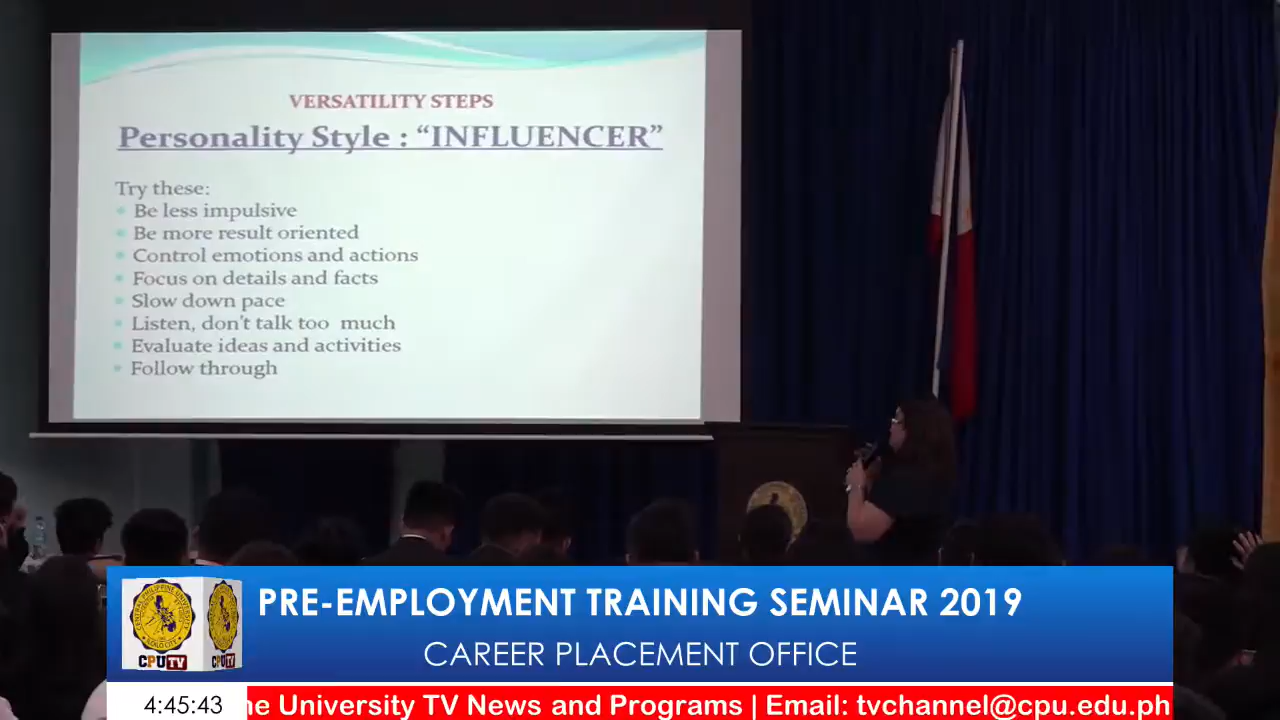 VERSATILITY STEPS
Personality Style : “INFLUENCER”
Try these:
Be less impulsive
Be more result oriented
Control emotions and actions
Focus on details and facts
Slow down pace
Listen, don't talk too much
Evaluate ideas and activities
Follow through
PRE-EMPLOYMENT TRAINING SEMINAR 2019
CAREER PLACEMENT OFFICE
CPUTV
4:45:43
he University TV News and Programs | Email: tvchannel@cpu.edu.ph